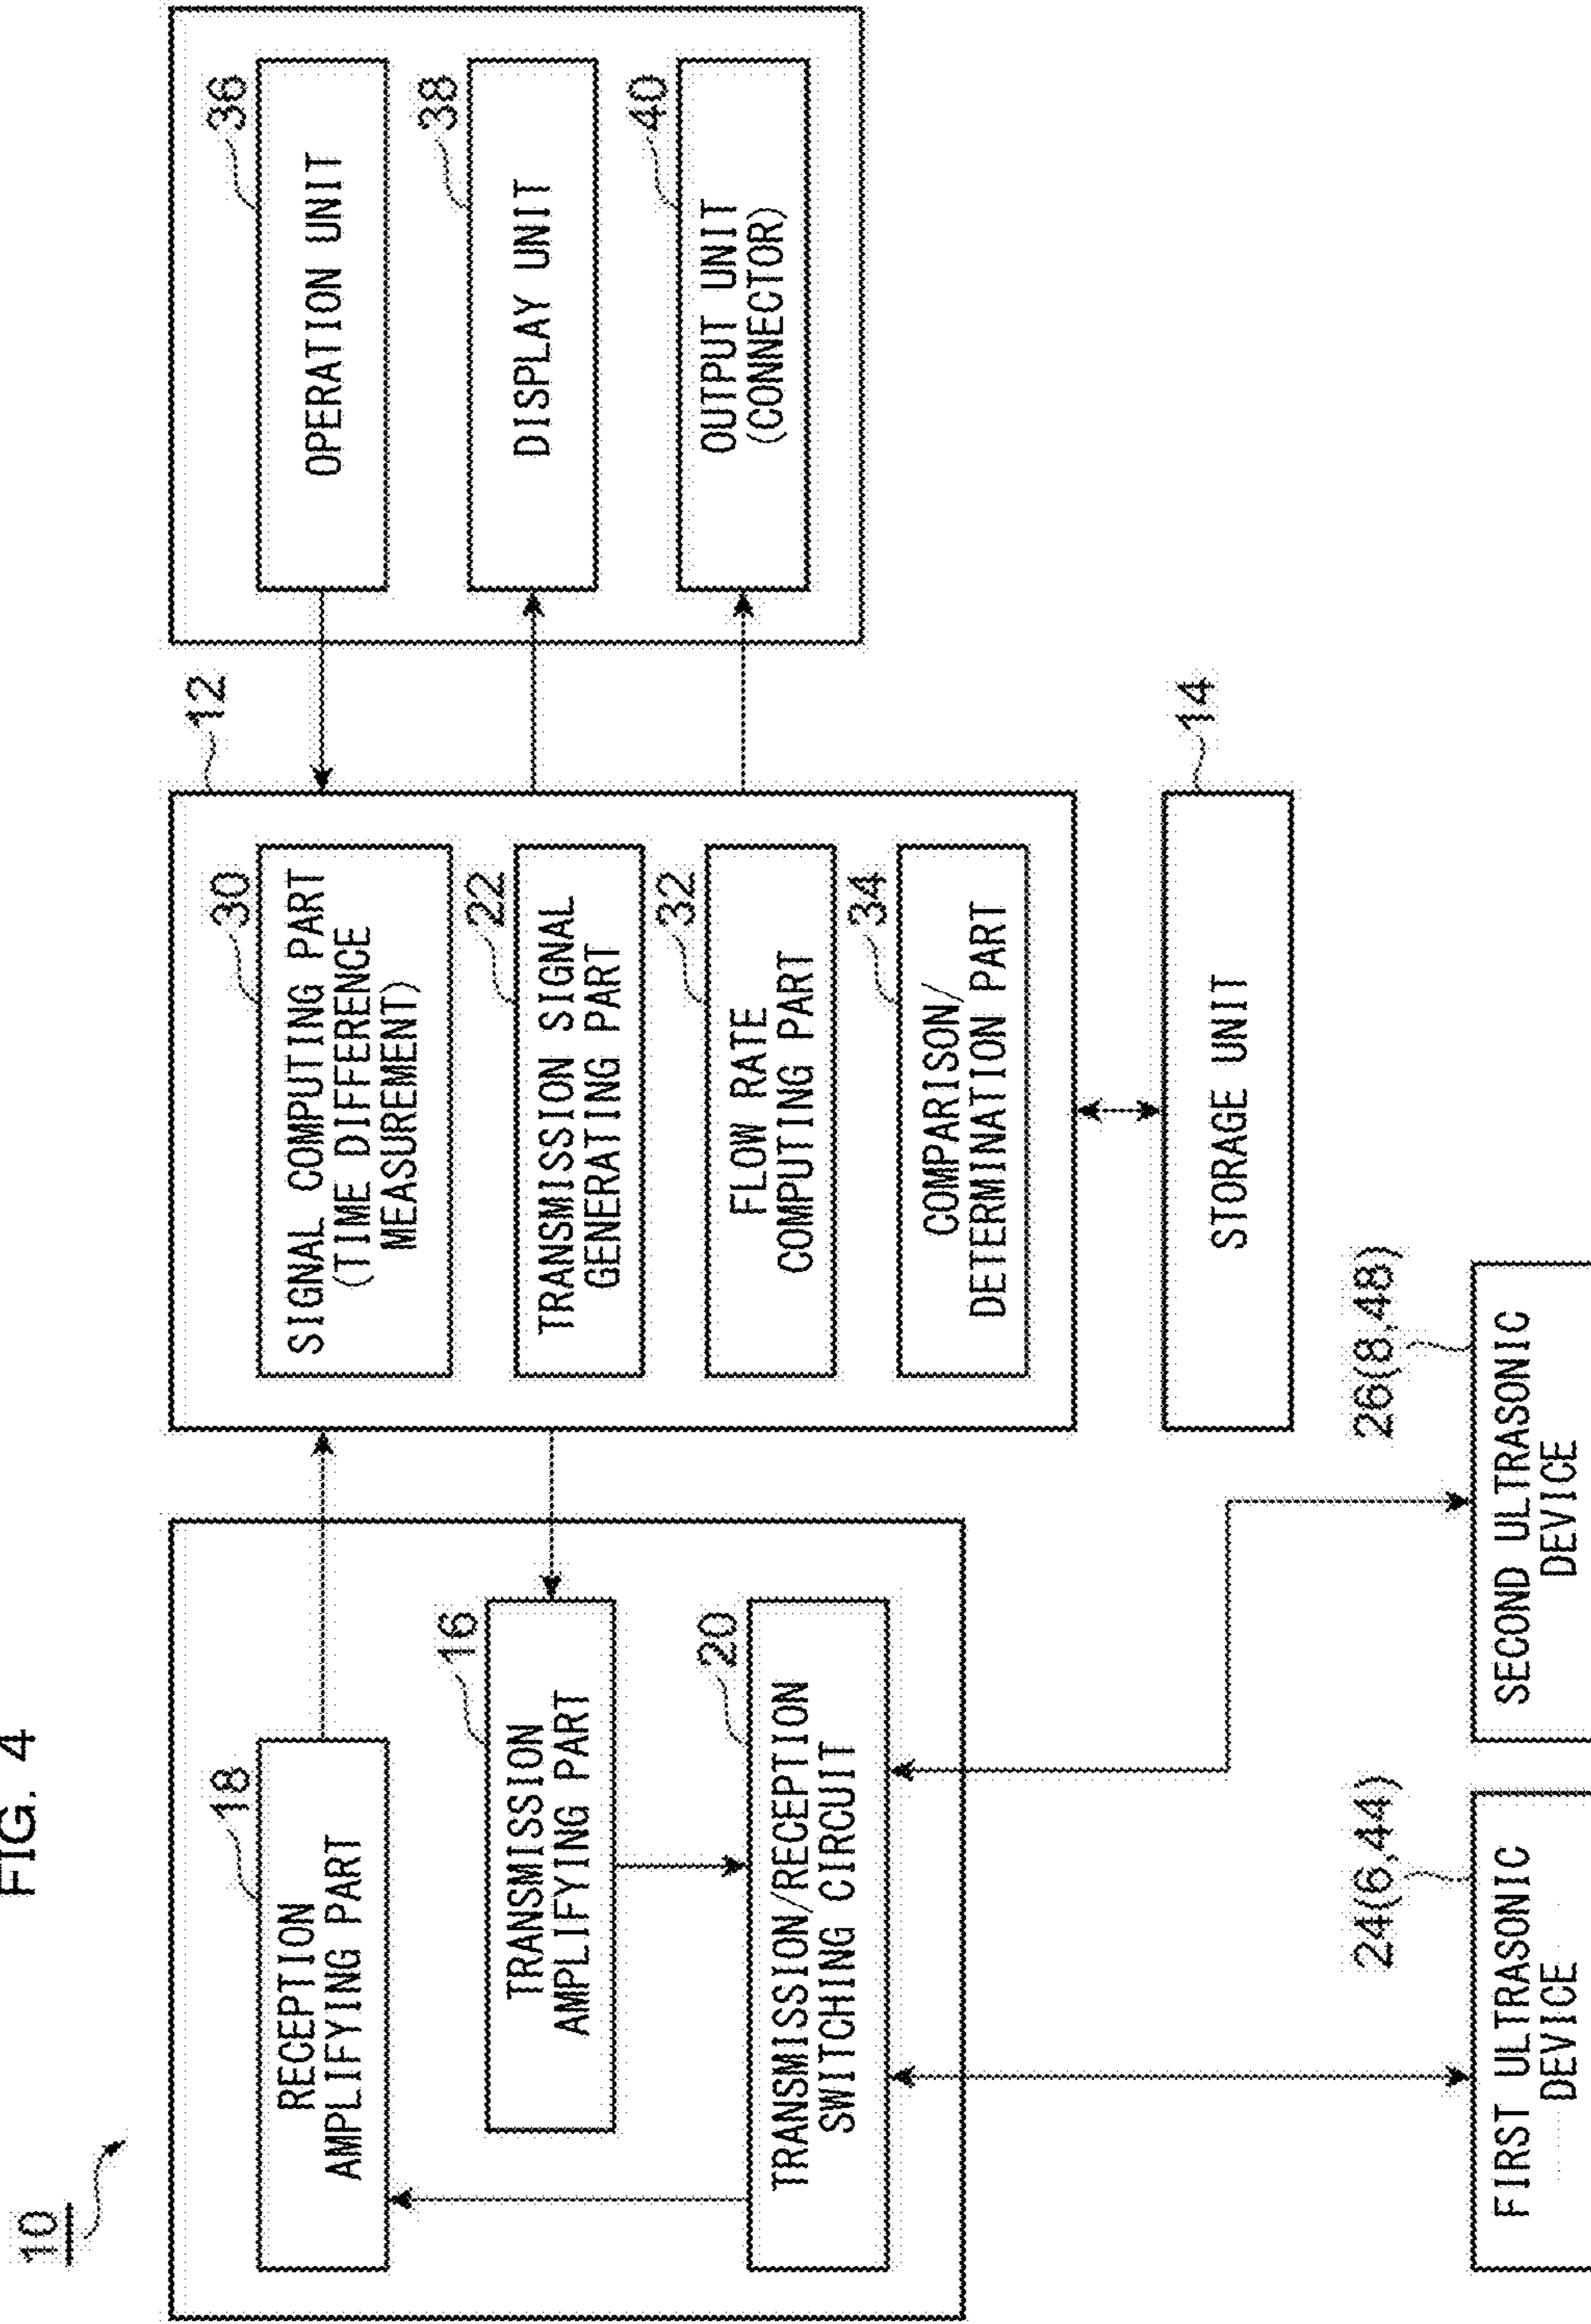 FIG. 4
10
18
RECEPTION
AMPLIFYING PART
16
TRANSMISSION
AMPLIFYING PART
20
TRANSMISSION/RECEPTION
SWITCHING CIRCUIT
12
30
SIGNAL COMPUTING PART
(TIME DIFFERENCE
MEASUREMENT)
22
TRANSMISSION SIGNAL
GENERATING PART
32
FLOW RATE
COMPUTING PART
34
COMPARISON/
DETERMINATION PART
36
OPERATION UNIT
38
DISPLAY UNIT
40
OUTPUT UNIT
(CONNECTOR)
14
STORAGE UNIT
24(6,44)
FIRST ULTRASONIC
DEVICE
26(8,48)
SECOND ULTRASONIC
DEVICE